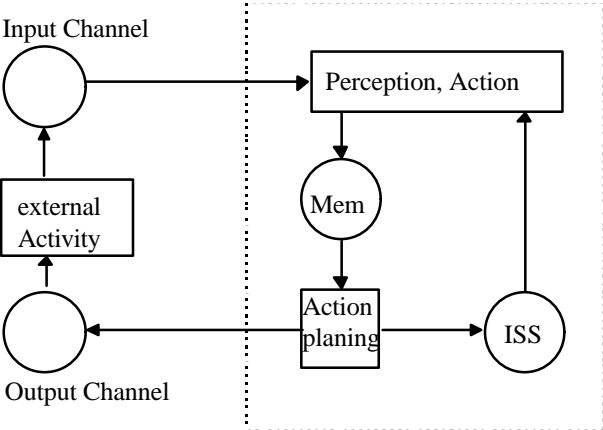 Input Channel
Perception, Action
external
Activity
Mem
Action
planing
ISS
Output Channel